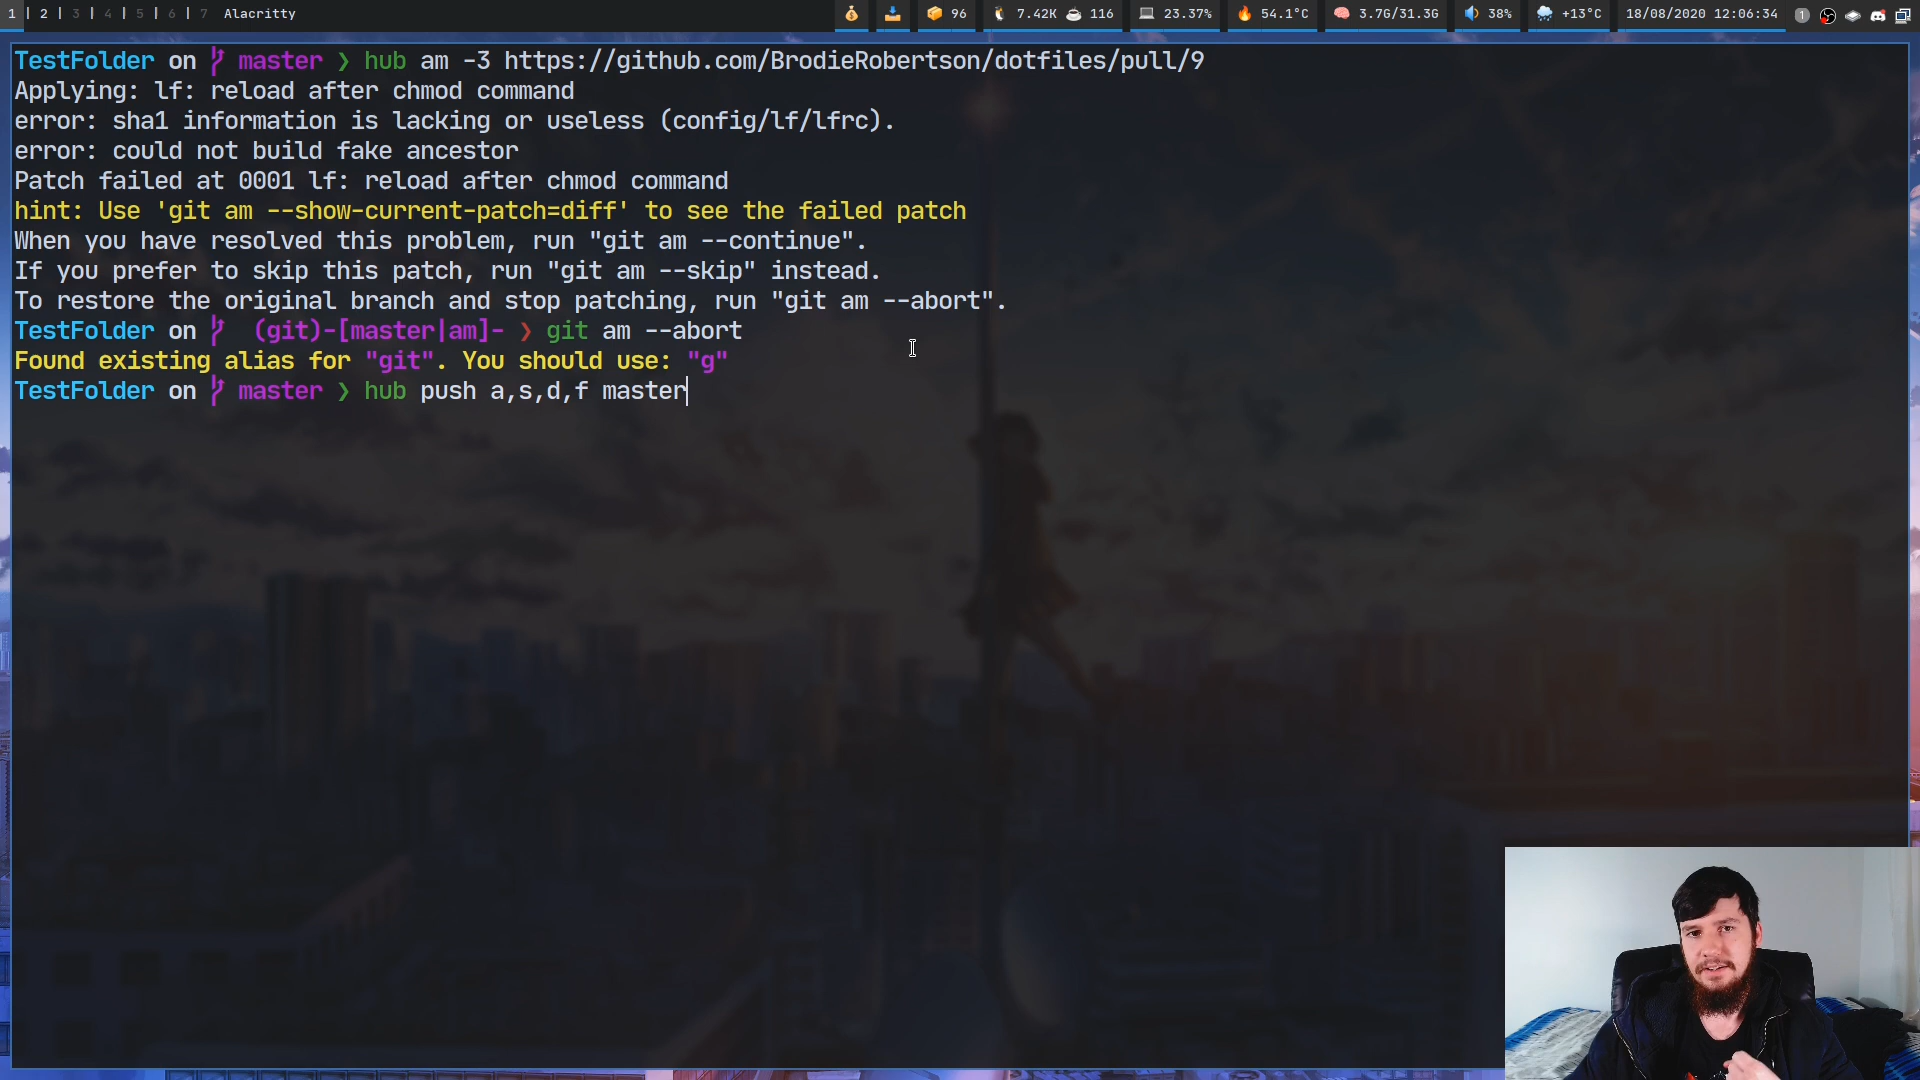 1 | 2 | 3 | 4 | 5 | 6 | 7 Alacritty 96 7.42K 116 23.37% 54.1°C 3.7G/31.3G 38% +13°C 18/08/2020 12:06:34 1
TestFolder on master ❯ hub am -3 https://github.com/BrodieRobertson/dotfiles/pull/9
Applying: lf: reload after chmod command
error: sha1 information is lacking or useless (config/lf/lfrc).
error: could not build fake ancestor
Patch failed at 0001 lf: reload after chmod command
hint: Use 'git am --show-current-patch=diff' to see the failed patch
When you have resolved this problem, run "git am --continue".
If you prefer to skip this patch, run "git am --skip" instead.
To restore the original branch and stop patching, run "git am --abort".
TestFolder on (git)-[master|am]- ❯ git am --abort
Found existing alias for "git". You should use: "g"
TestFolder on master ❯ hub push a,s,d,f master